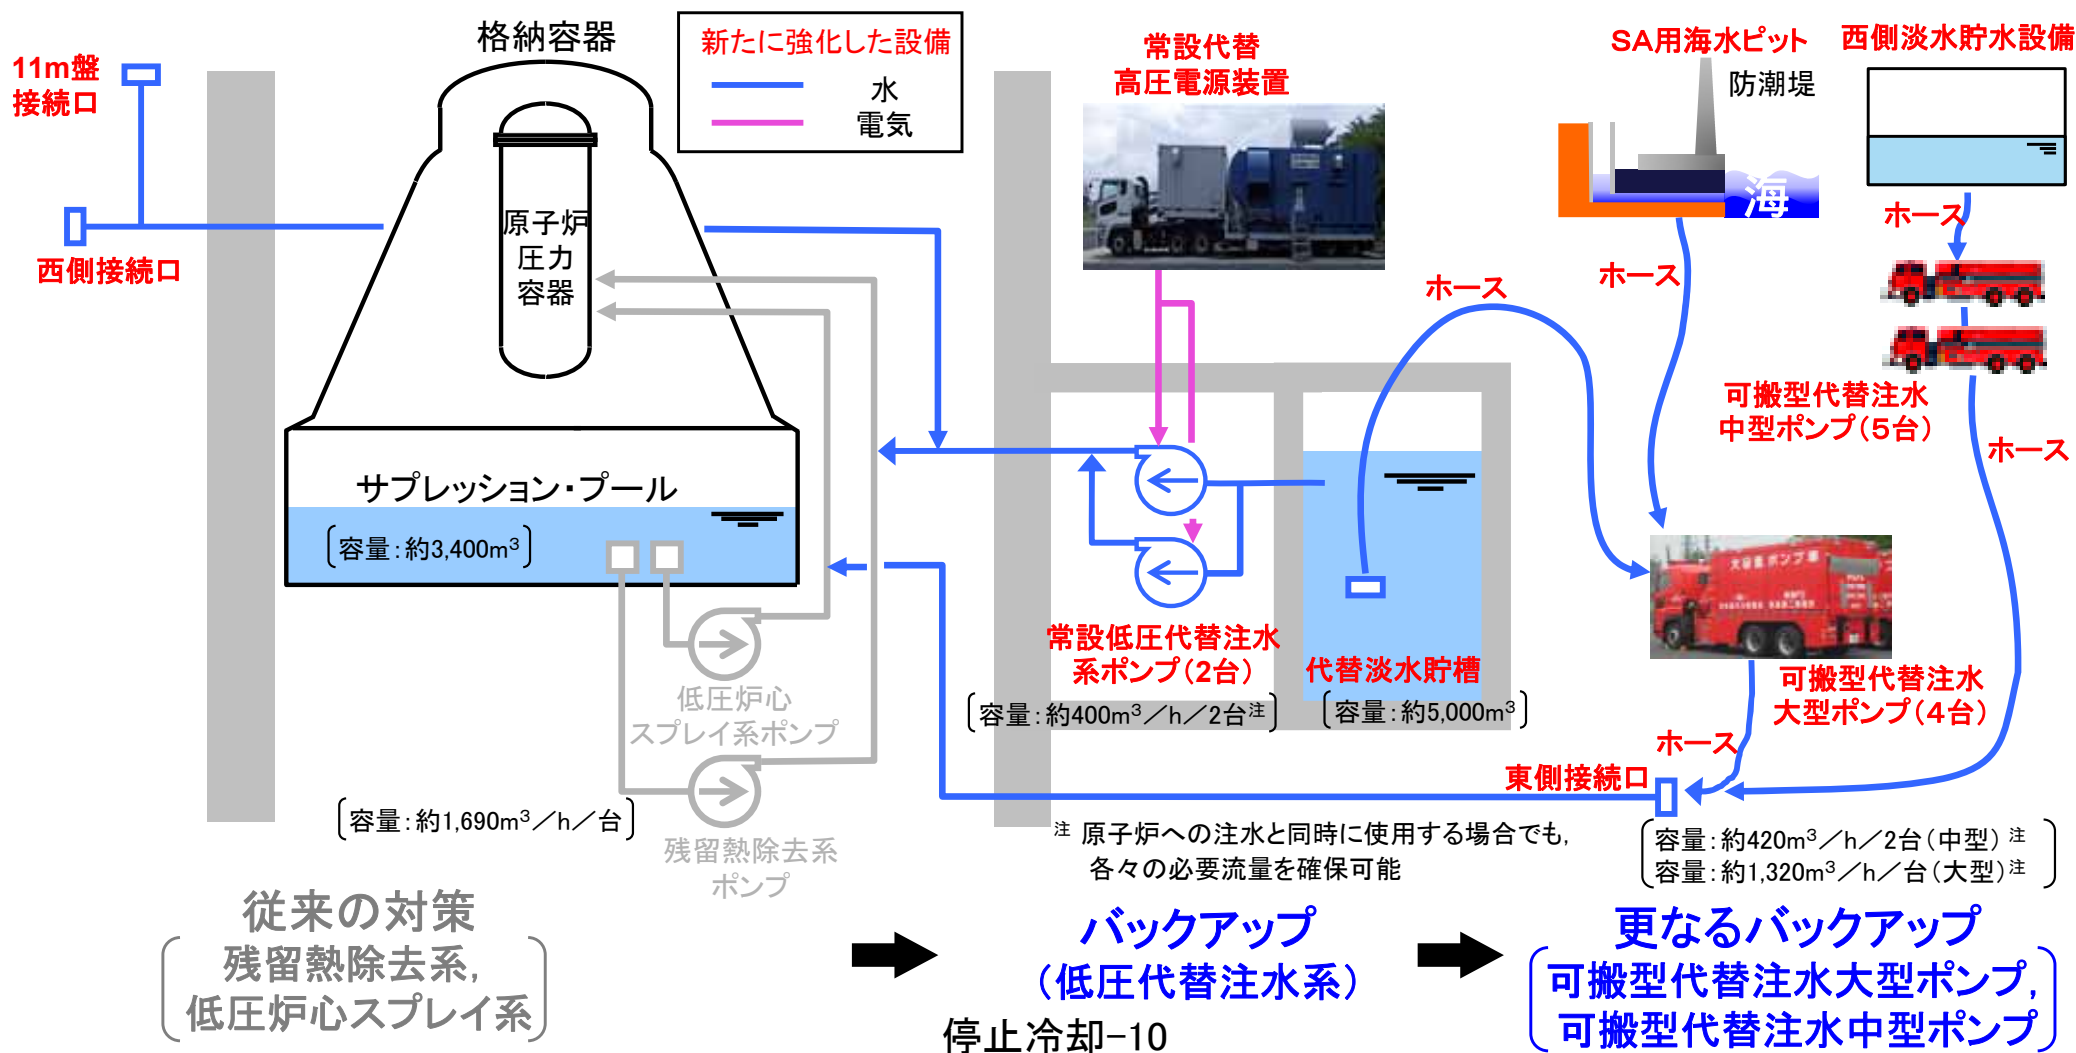 格納容器
新たに強化した設備
水
電気
11m盤
接続口
西側接続口
原子炉
圧力
容器
サプレッション・プール
容量：約3,400m³
低圧炉心
スプレイ系ポンプ
残留熱除去系
ポンプ
容量：約1,690m³／h／台
常設代替
高圧電源装置
常設低圧代替注水
系ポンプ（2台）
容量：約400m³／h／2台注
代替淡水貯槽
容量：約5,000m³
ホース
SA用海水ピット
防潮堤
海
ホース
西側淡水貯水設備
ホース
可搬型代替注水
中型ポンプ（5台）
ホース
大容量ポンプ車
可搬型代替注水
大型ポンプ（4台）
ホース
東側接続口
容量：約420m³／h／2台（中型）注
容量：約1,320m³／h／台（大型）注
注 原子炉への注水と同時に使用する場合でも，
各々の必要流量を確保可能
従来の対策
残留熱除去系，
低圧炉心スプレイ系
バックアップ
（低圧代替注水系）
更なるバックアップ
可搬型代替注水大型ポンプ，
可搬型代替注水中型ポンプ
停止冷却-10